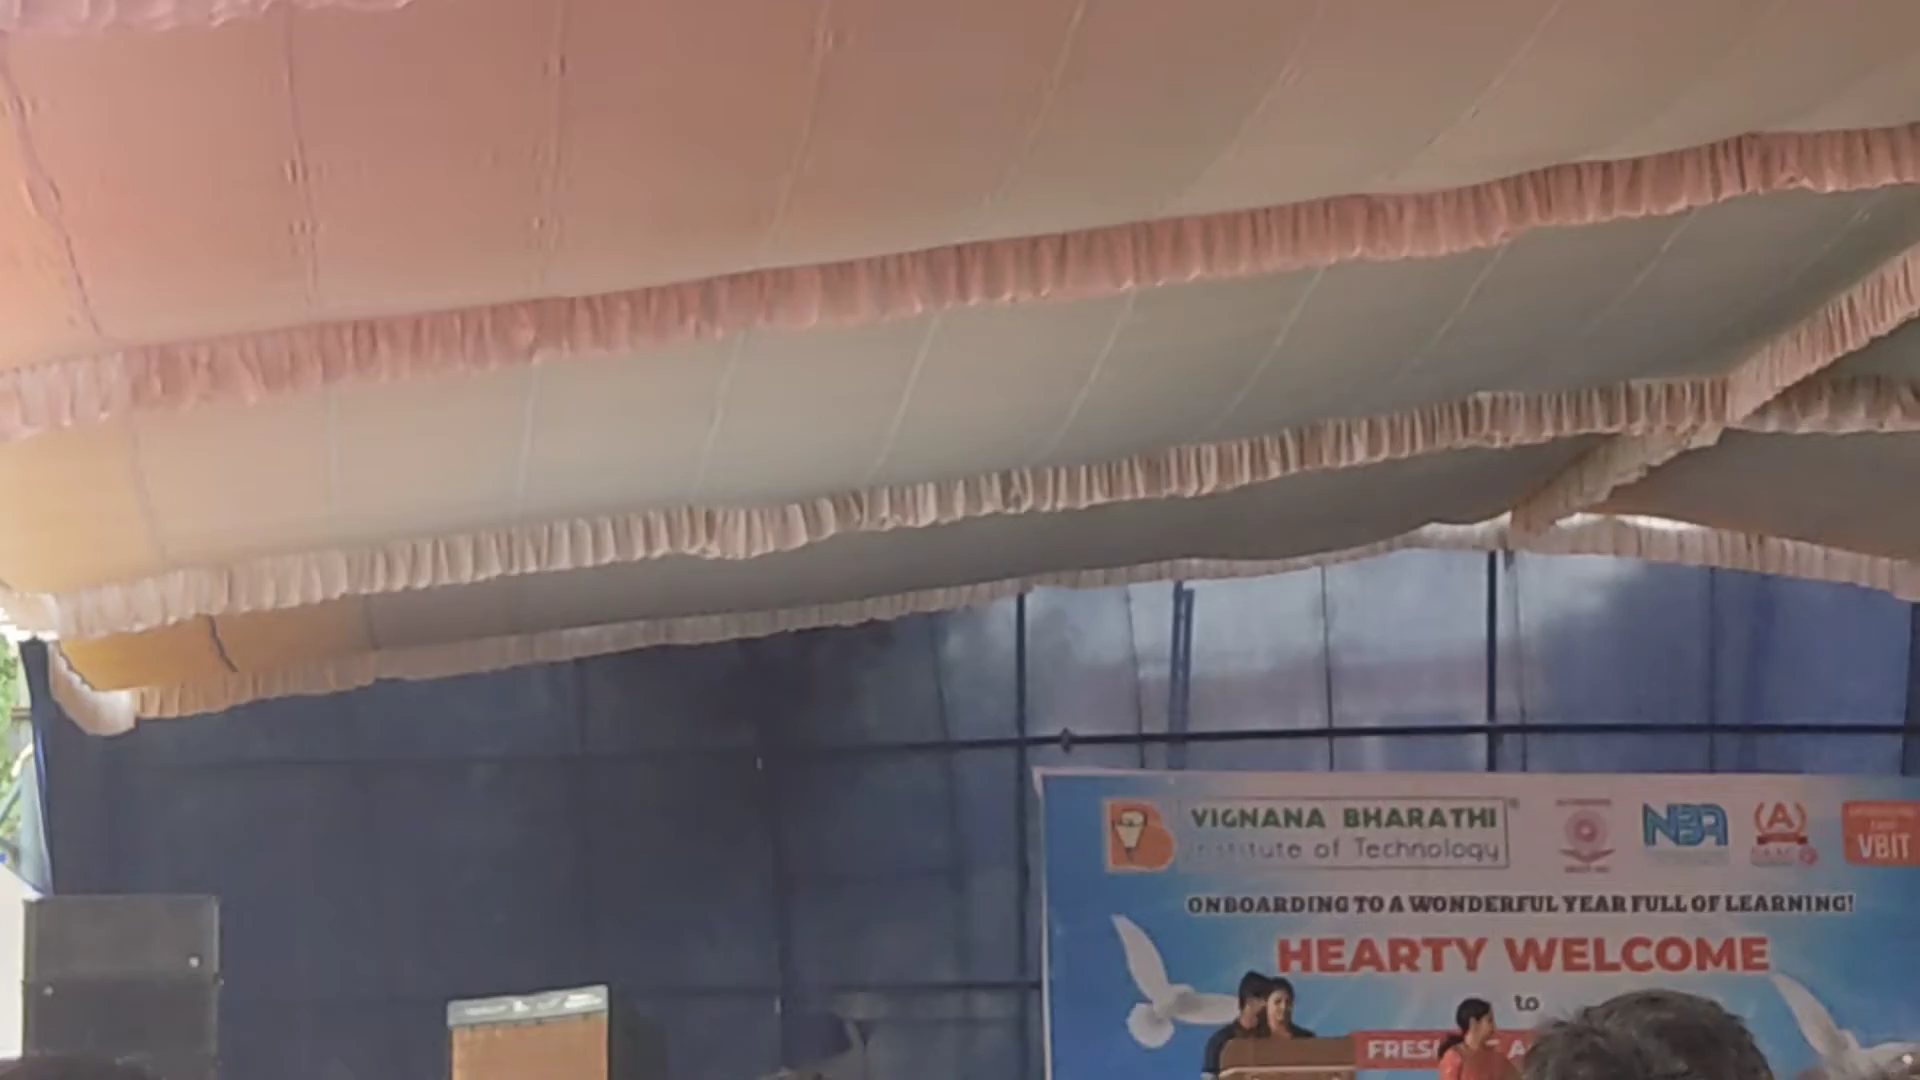 VIGNANA BHARATHI
Institute of Technology
NBA
VBIT
ONBOARDING TO A WONDERFUL YEAR FULL OF LEARNING!
HEARTY WELCOME
to